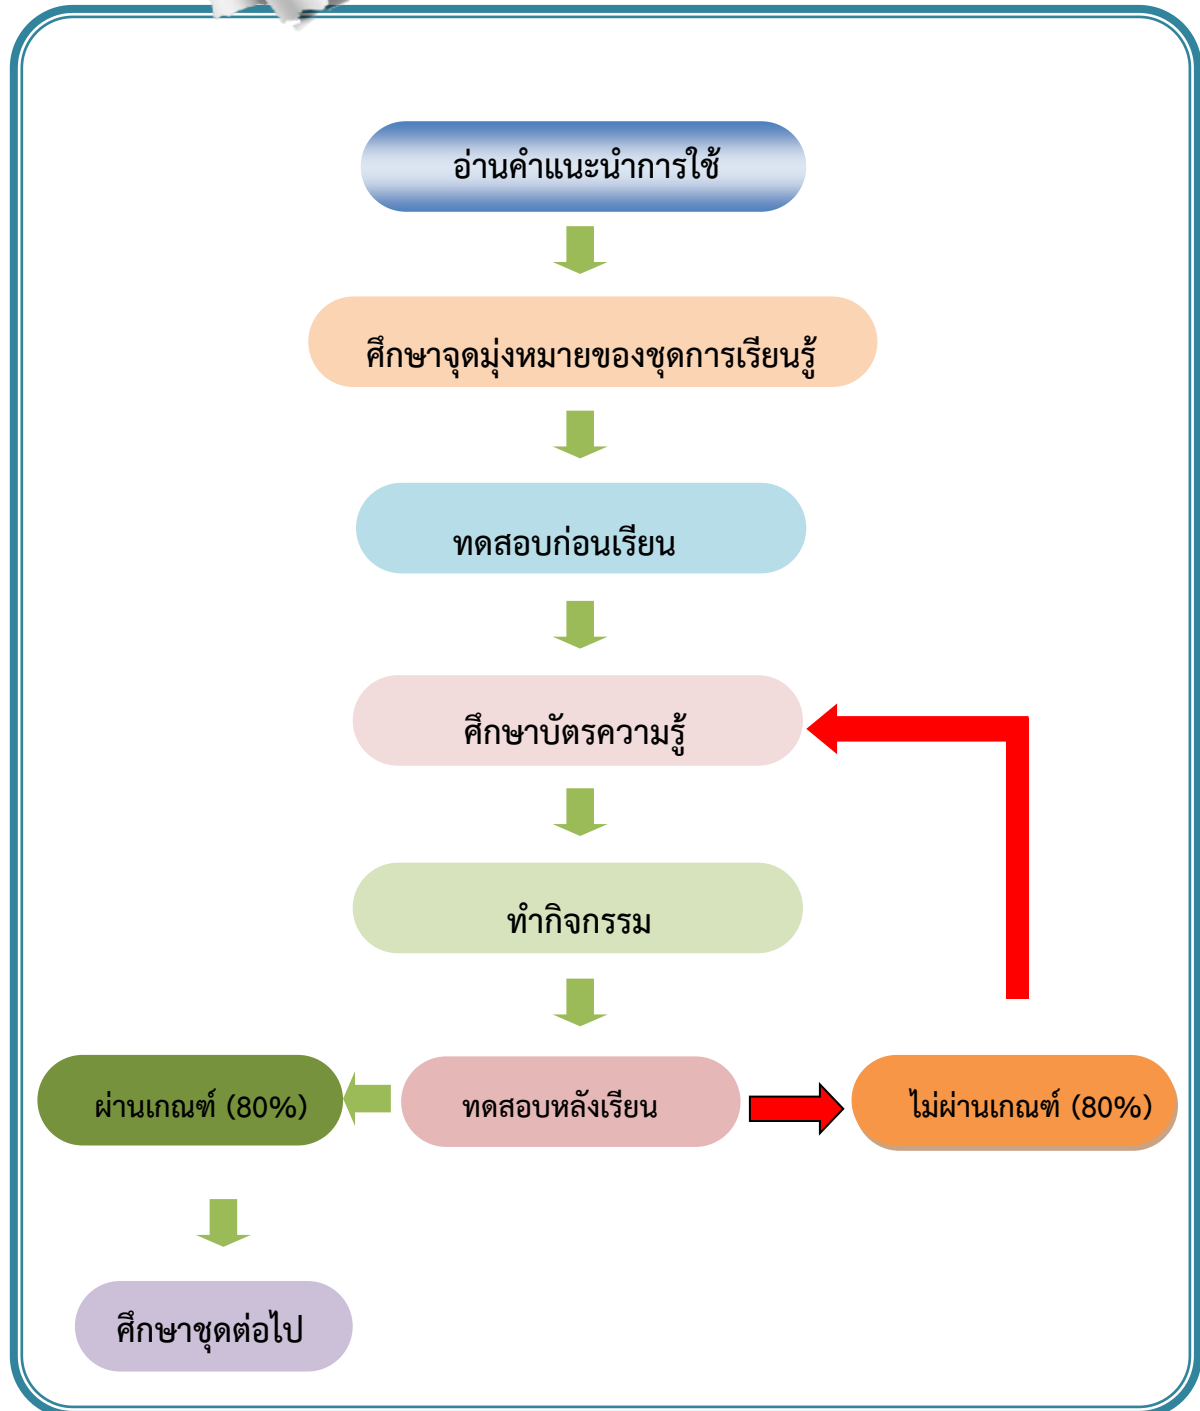 อ่านคำแนะนำการใช้
ศึกษาจุดมุ่งหมายของชุดการเรียนรู้
ทดสอบก่อนเรียน
ศึกษาบัตรความรู้
ทำกิจกรรม
ผ่านเกณฑ์ (80%)
ทดสอบหลังเรียน
ไม่ผ่านเกณฑ์ (80%)
ศึกษาชุดต่อไป